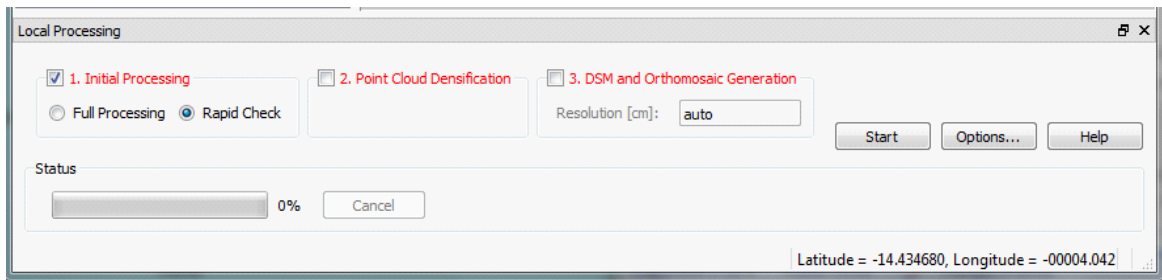 Local Processing
1. Initial Processing
2. Point Cloud Densification
3. DSM and Orthomosaic Generation
Full Processing
Rapid Check
Resolution [cm]:
auto
Start
Options...
Help
Status
0%
Cancel
Latitude = -14.434680, Longitude = -00004.042